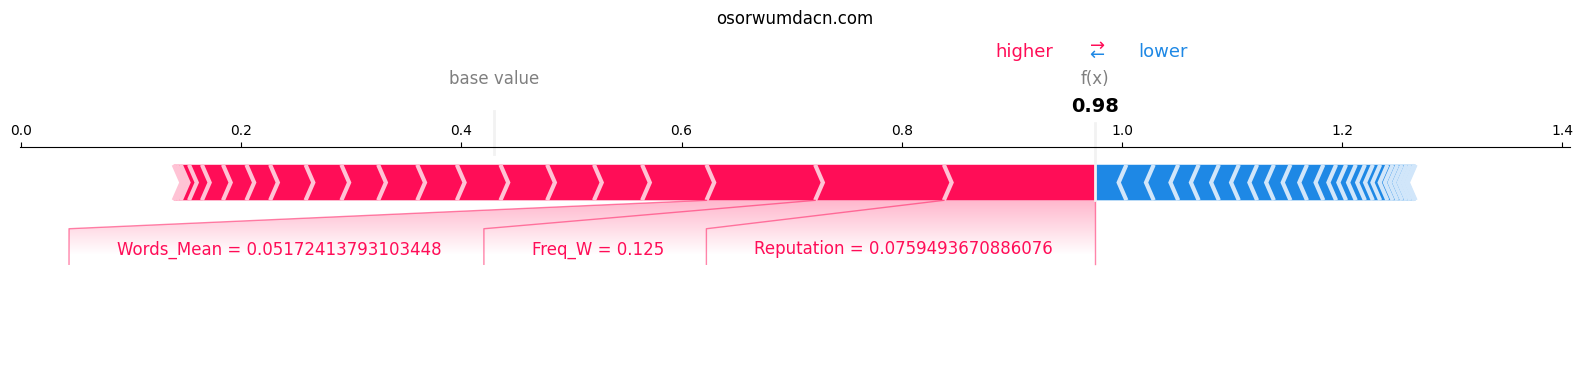 osorwumdacn.com
higher ⇄ lower
base value f(x)
0.98
0.0 0.2 0.4 0.6 0.8 1.0 1.2 1.4
Words_Mean = 0.05172413793103448 Freq_W = 0.125 Reputation = 0.0759493670886076